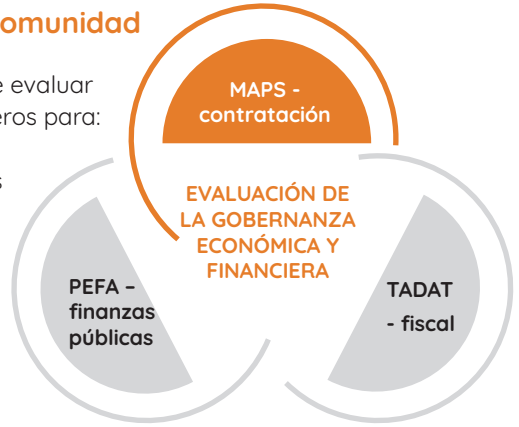 omunidad
e evaluar
eros para:
s
MAPS -
contratación
EVALUACIÓN DE
LA GOBERNANZA
ECONÓMICA Y
FINANCIERA
PEFA –
finanzas
públicas
TADAT
- fiscal